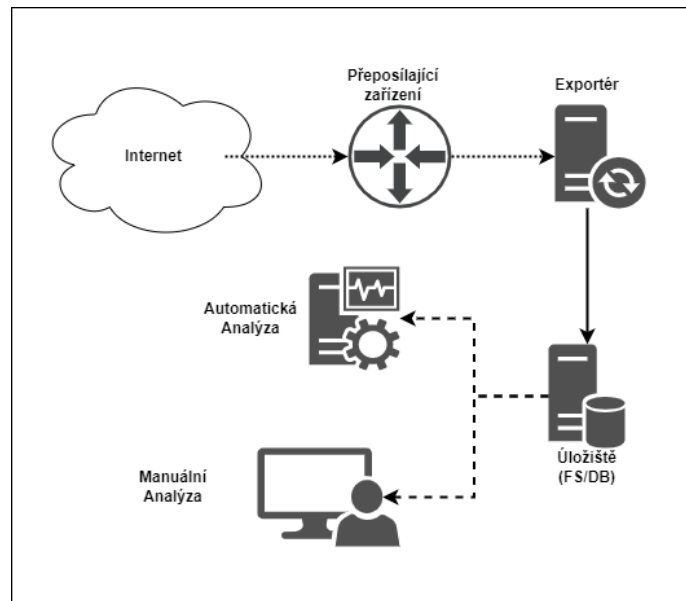 Přeposílající
zařízení
Exportér
Internet
Automatická
Analýza
Úložiště
(FS/DB)
Manuální
Analýza